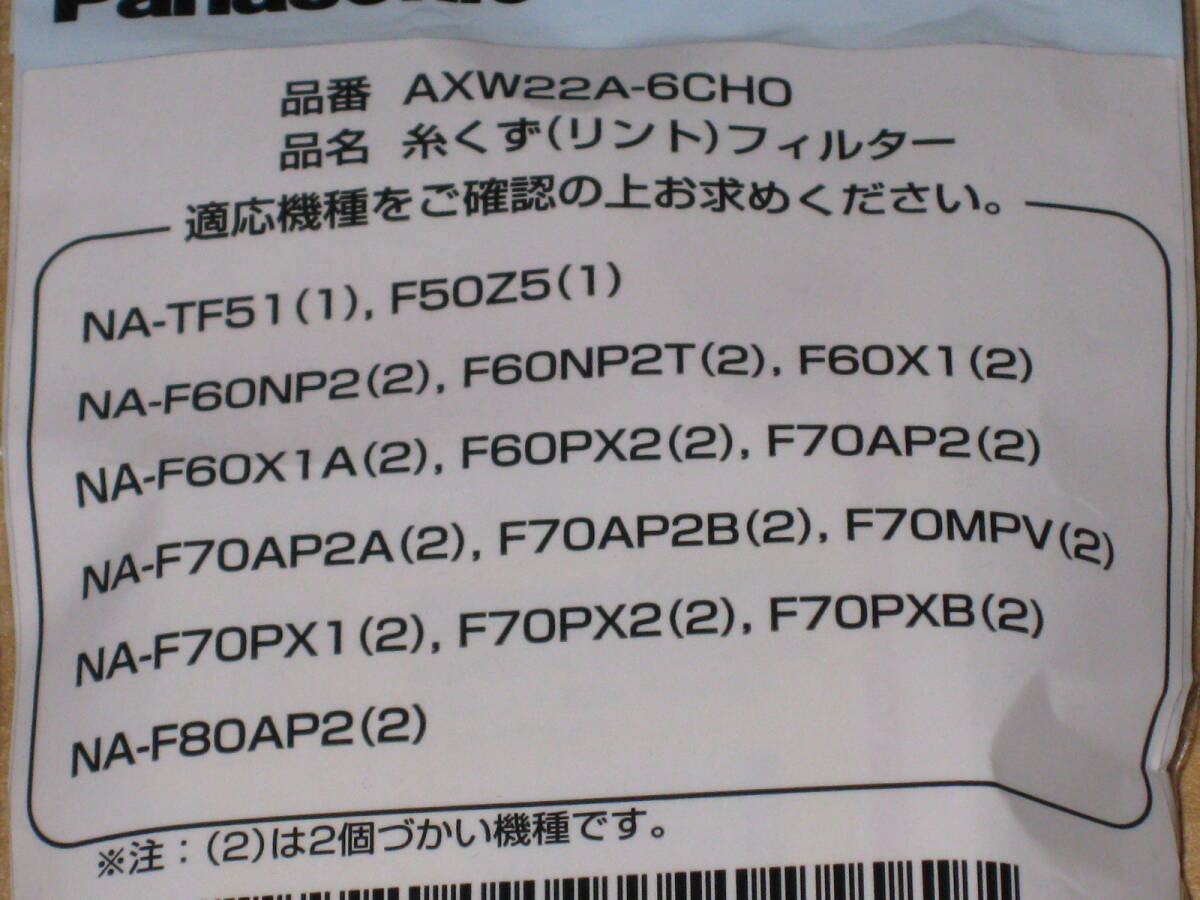 Panasonic
品番 AXW22A-6CH0
品名 糸くず(リント)フィルター
適応機種をご確認の上お求めください。
NA-TF51(1), F50Z5(1)
NA-F60NP2(2), F60NP2T(2), F60X1(2)
NA-F60X1A(2), F60PX2(2), F70AP2(2)
NA-F70AP2A(2), F70AP2B(2), F70MPV(2)
NA-F70PX1(2), F70PX2(2), F70PXB(2)
NA-F80AP2(2)
※注：(2)は2個づかい機種です。